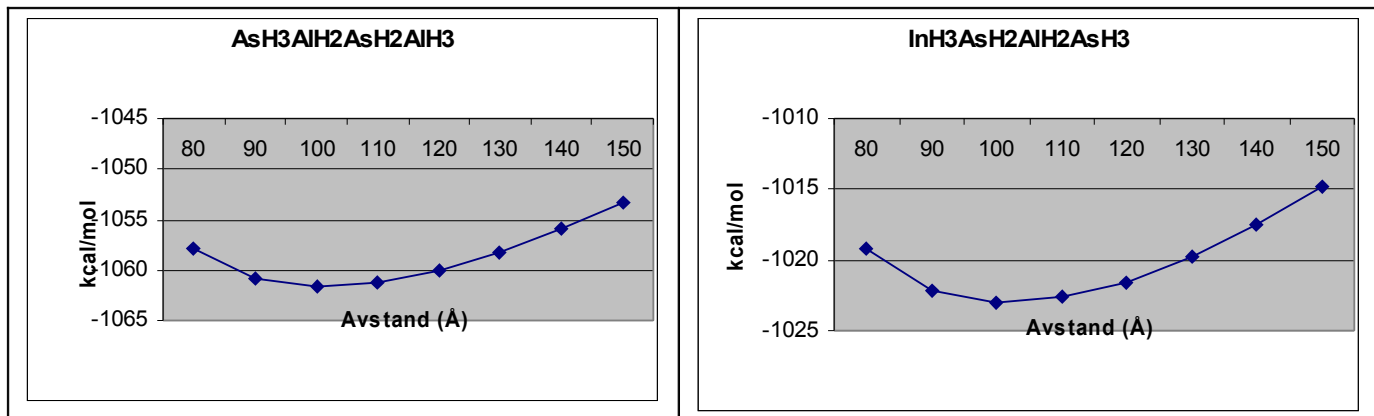 AsH3AlH2AsH2AlH3
-1045
80 90 100 110 120 130 140 150
-1050
-1055
-1060
-1065
kcal/mol
Avstand (Å)
InH3AsH2AlH2AsH3
-1010
80 90 100 110 120 130 140 150
-1015
-1020
-1025
kcal/mol
Avstand (Å)